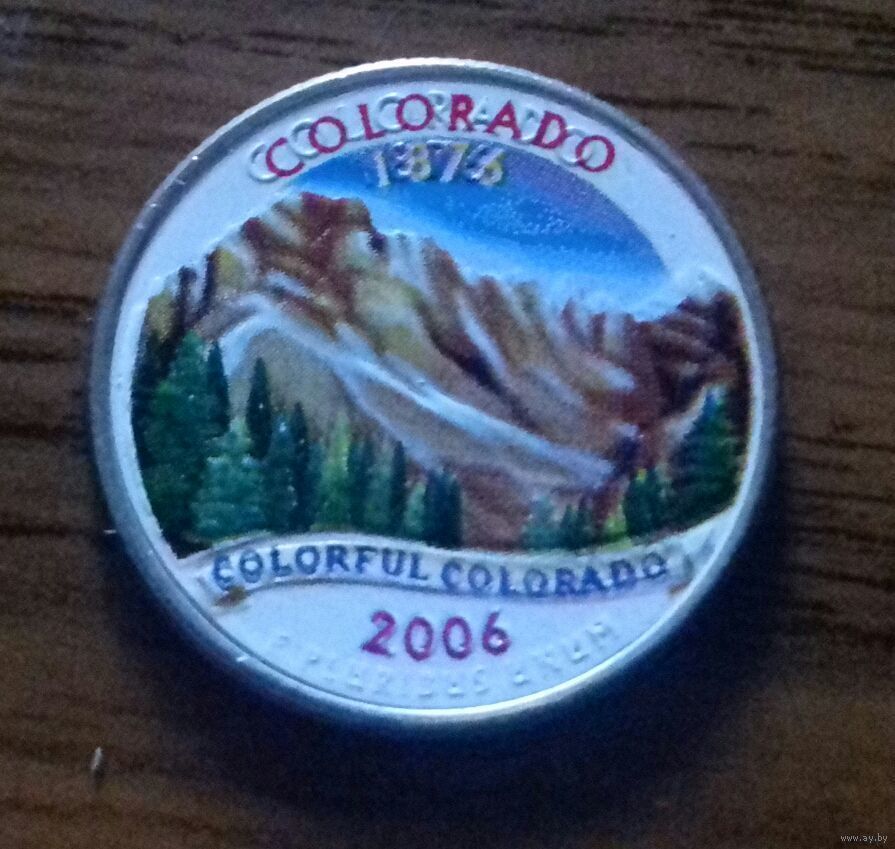 COLORADO
1876
COLORFUL COLORADO
2006
E PLURIBUS UNUM
www.ay.by